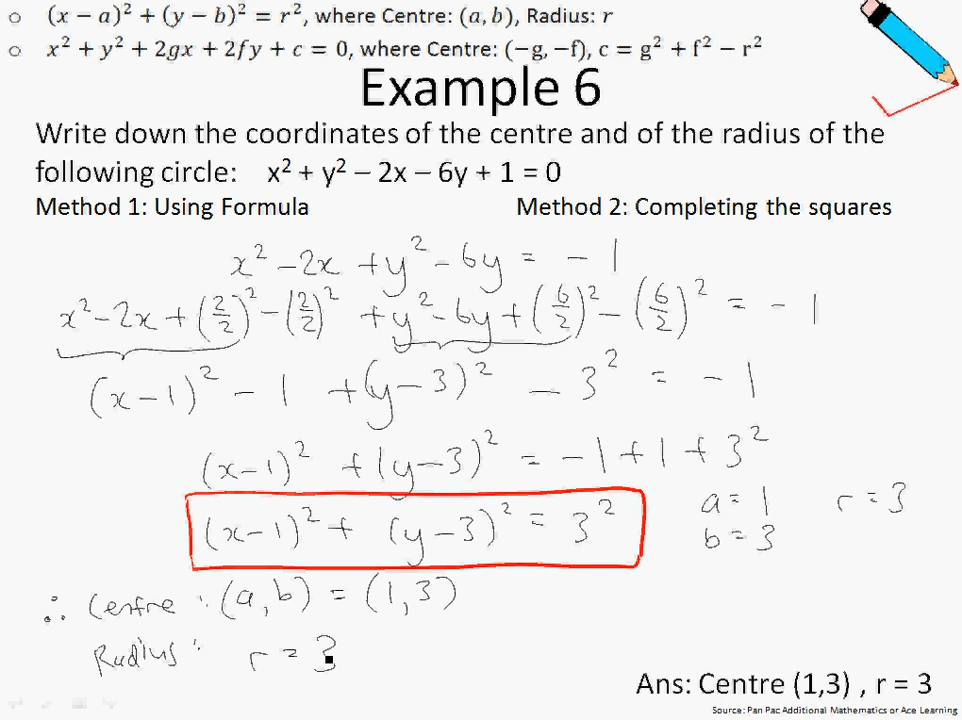 ○ (x − a)² + (y − b)² = r², where Centre: (a, b), Radius: r
○ x² + y² + 2gx + 2fy + c = 0, where Centre: (−g, −f), c = g² + f² − r²
Example 6
Write down the coordinates of the centre and of the radius of the
following circle: x² + y² – 2x – 6y + 1 = 0
Method 1: Using Formula Method 2: Completing the squares
x² − 2x + y² − 6y = − 1
x² − 2x + (2/2)² − (2/2)² + y² − 6y + (6/2)² − (6/2)² = − 1
(x−1)² − 1 + (y−3)² − 3² = − 1
(x−1)² + (y−3)² = −1 + 1 + 3²
(x−1)² + (y−3)² = 3²
a = 1 r = 3
b = 3
∴ Centre : (a, b) = (1, 3)
Radius : r = 3
Ans: Centre (1,3) , r = 3
Source: Pan Pac Additional Mathematics or Ace Learning